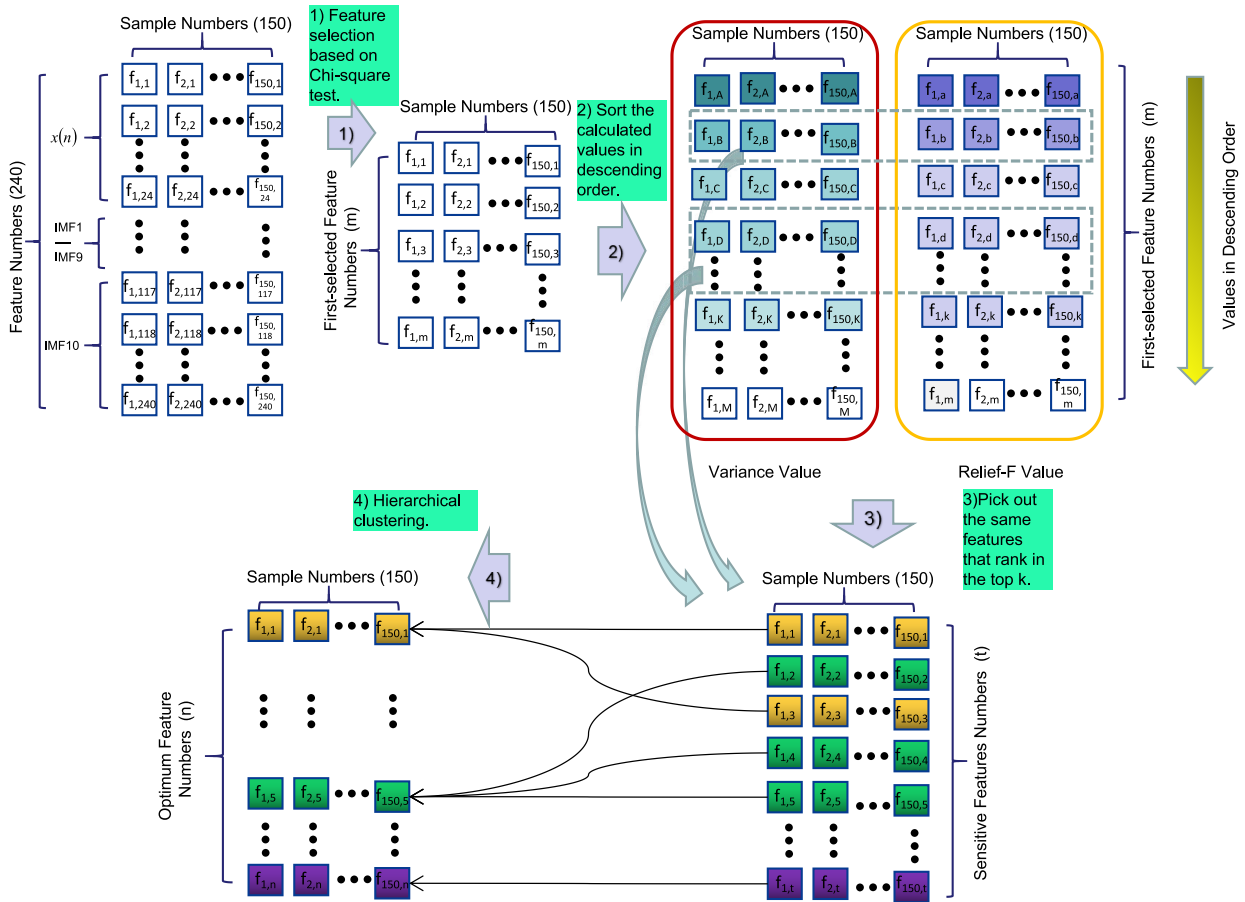 Sample Numbers (150)
1) Feature
selection
based on
Chi-square
test.
Feature Numbers (240)
x(n)
IMF1
IMF9
IMF10
f1,1 f2,1 f150,1
f1,2 f2,2 f150,2
f1,24 f2,24 f150,24
f1,117 f2,117 f150,117
f1,118 f2,118 f150,118
f1,240 f2,240 f150,240
1)
Sample Numbers (150)
First-selected Feature
Numbers (m)
f1,1 f2,1 f150,1
f1,2 f2,2 f150,2
f1,3 f2,3 f150,3
f1,m f2,m f150,m
2) Sort the
calculated
values in
descending
order.
2)
Sample Numbers (150)
f1,A f2,A f150,A
f1,B f2,B f150,B
f1,C f2,C f150,C
f1,D f2,D f150,D
f1,K f2,K f150,K
f1,M f2,M f150,M
Variance Value
Sample Numbers (150)
f1,a f2,a f150,a
f1,b f2,b f150,b
f1,c f2,c f150,c
f1,d f2,d f150,d
f1,k f2,k f150,k
f1,m f2,m f150,m
Relief-F Value
First-selected Feature Numbers (m)
Values in Descending Order
3)
3)Pick out
the same
features
that rank in
the top k.
4) Hierarchical
clustering.
4)
Sample Numbers (150)
Optimum Feature
Numbers (n)
f1,1 f2,1 f150,1
f1,5 f2,5 f150,5
f1,n f2,n f150,n
Sample Numbers (150)
f1,1 f2,1 f150,1
f1,2 f2,2 f150,2
f1,3 f2,3 f150,3
f1,4 f2,4 f150,4
f1,5 f2,5 f150,5
f1,t f2,t f150,t
Sensitive Features Numbers (t)